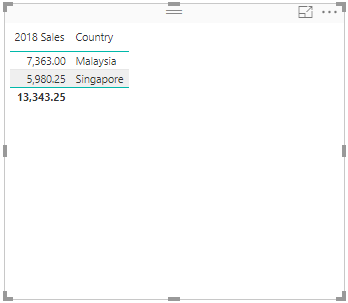 2018 Sales Country
7,363.00 Malaysia
5,980.25 Singapore
13,343.25